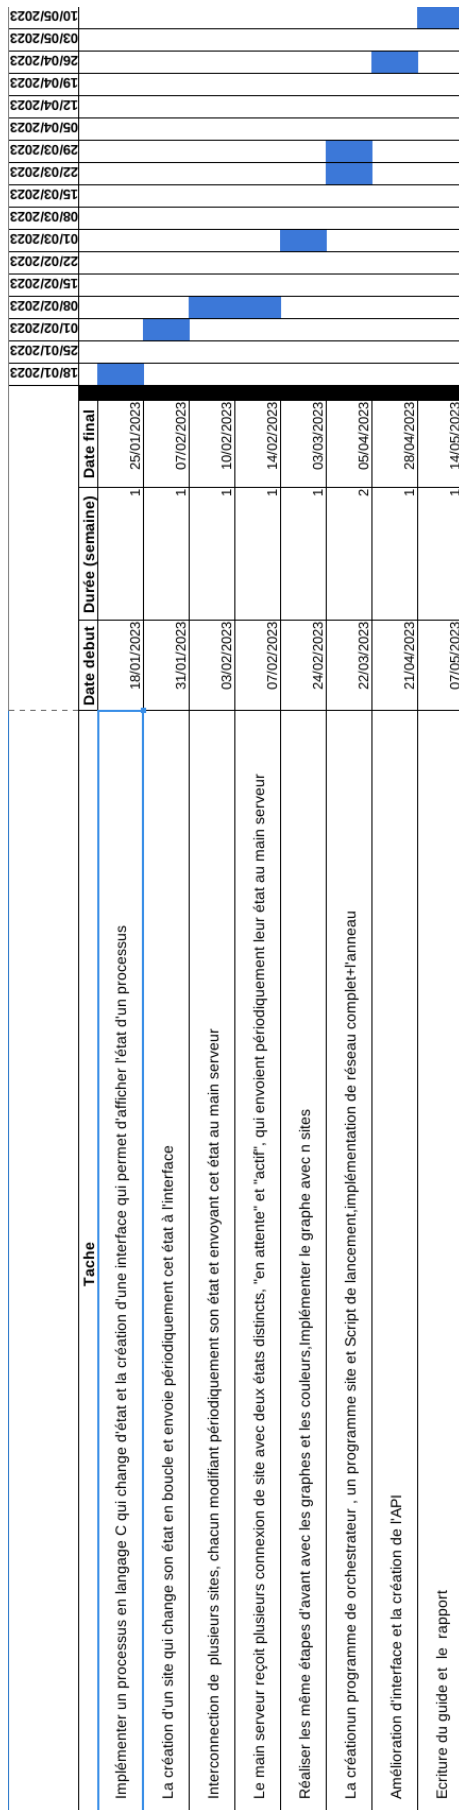 Tache Date debut Durée (semaine) Date final 18/01/2023 25/01/2023 01/02/2023 08/02/2023 15/02/2023 22/02/2023 01/03/2023 08/03/2023 15/03/2023 22/03/2023 29/03/2023 05/04/2023 12/04/2023 19/04/2023 26/04/2023 03/05/2023 10/05/2023
Implémenter un processus en langage C qui change d'état et la création d'une interface qui permet d'afficher l'état d'un processus 18/01/2023 1 25/01/2023
La création d'un site qui change son état en boucle et envoie périodiquement cet état à l'interface 31/01/2023 1 07/02/2023
Interconnection de plusieurs sites, chacun modifiant périodiquement son état et envoyant cet état au main serveur 03/02/2023 1 10/02/2023
Le main serveur reçoit plusieurs connexion de site avec deux états distincts, "en attente" et "actif", qui envoient périodiquement leur état au main serveur 07/02/2023 1 14/02/2023
Réaliser les même étapes d'avant avec les graphes et les couleurs,Implémenter le graphe avec n sites 24/02/2023 1 03/03/2023
La créationun programme de orchestrateur , un programme site et Script de lancement,implémentation de réseau complet+l'anneau 22/03/2023 2 05/04/2023
Amélioration d'interface et la création de l'API 21/04/2023 1 28/04/2023
Ecriture du guide et le rapport 07/05/2023 1 14/05/2023